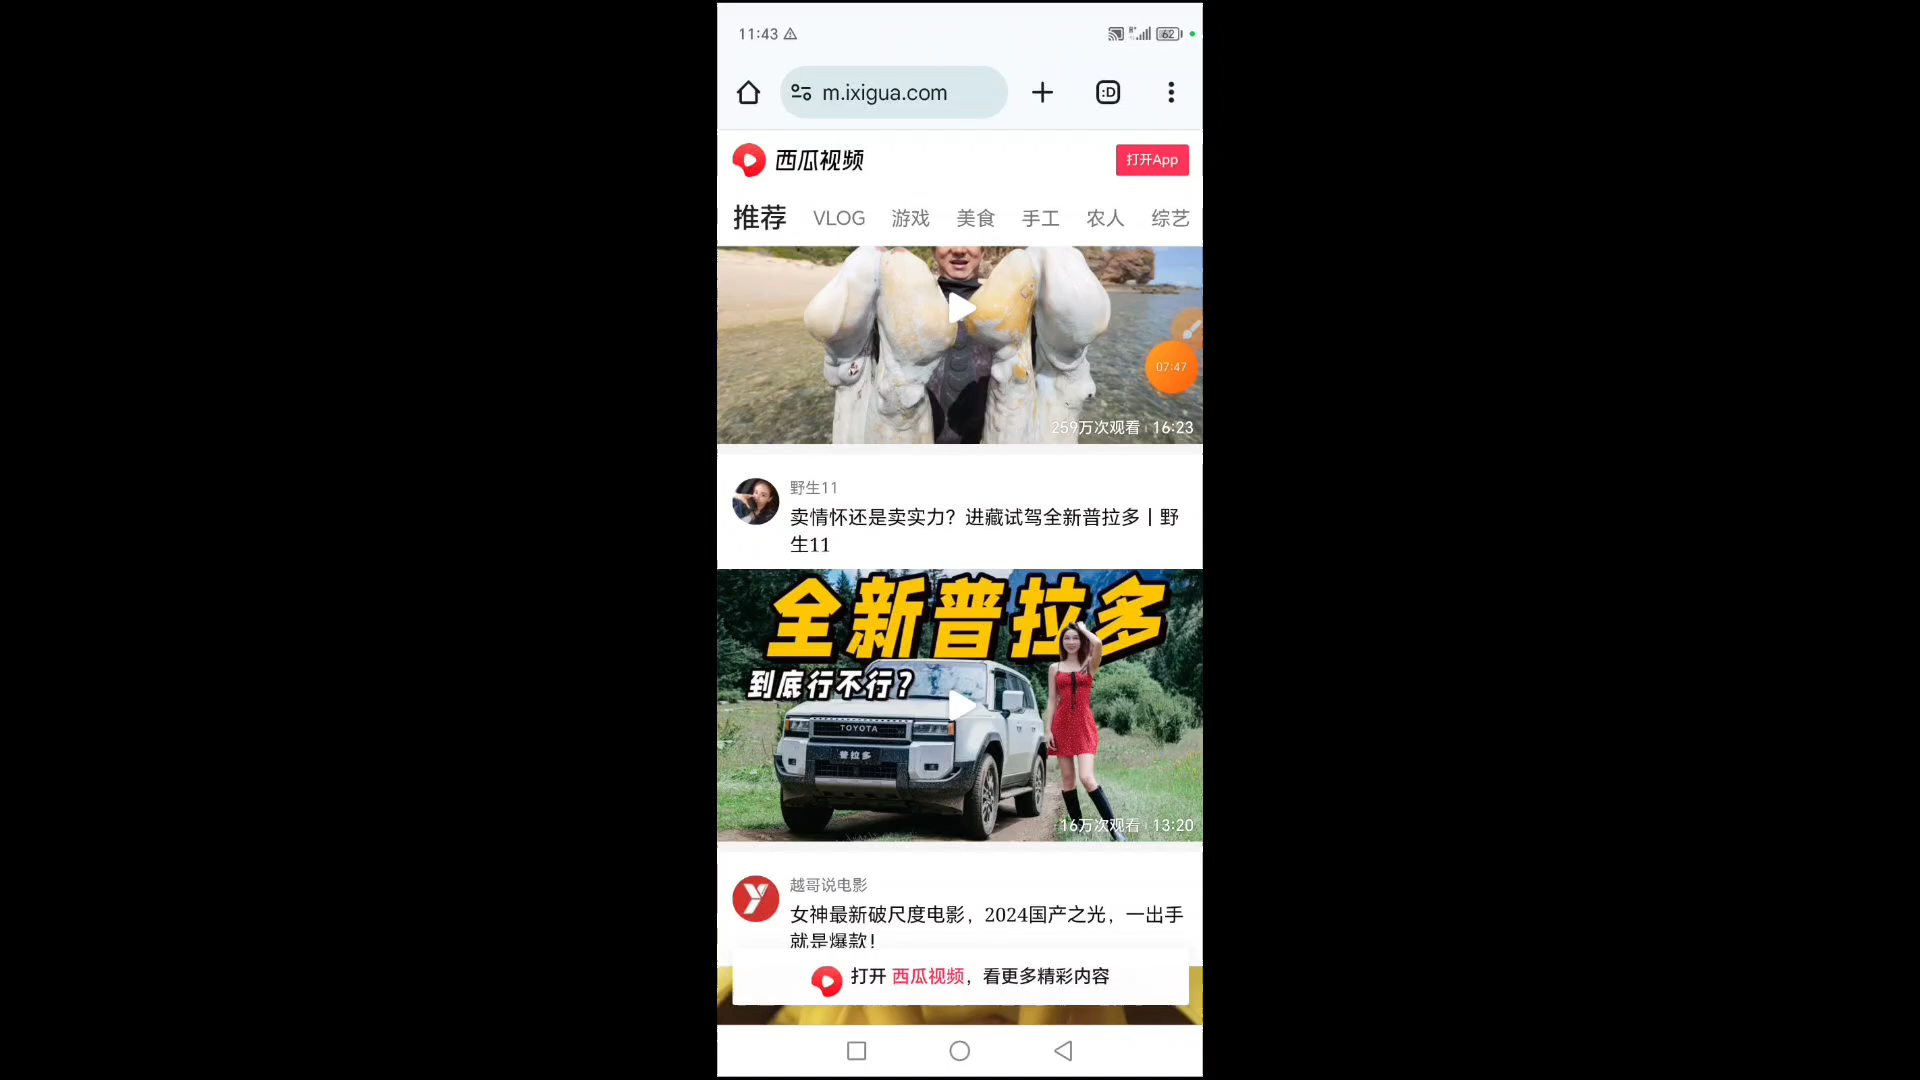 11:43
62
m.ixigua.com
:D
西瓜视频
打开App
推荐 VLOG 游戏 美食 手工 农人 综艺
07:47
259万次观看 16:23
野生11
卖情怀还是卖实力？进藏试驾全新普拉多丨野
生11
全新普拉多
到底行不行？
TOYOTA
普拉多
16万次观看 13:20
越哥说电影
女神最新破尺度电影，2024国产之光，一出手
就是爆款！
打开 西瓜视频，看更多精彩内容